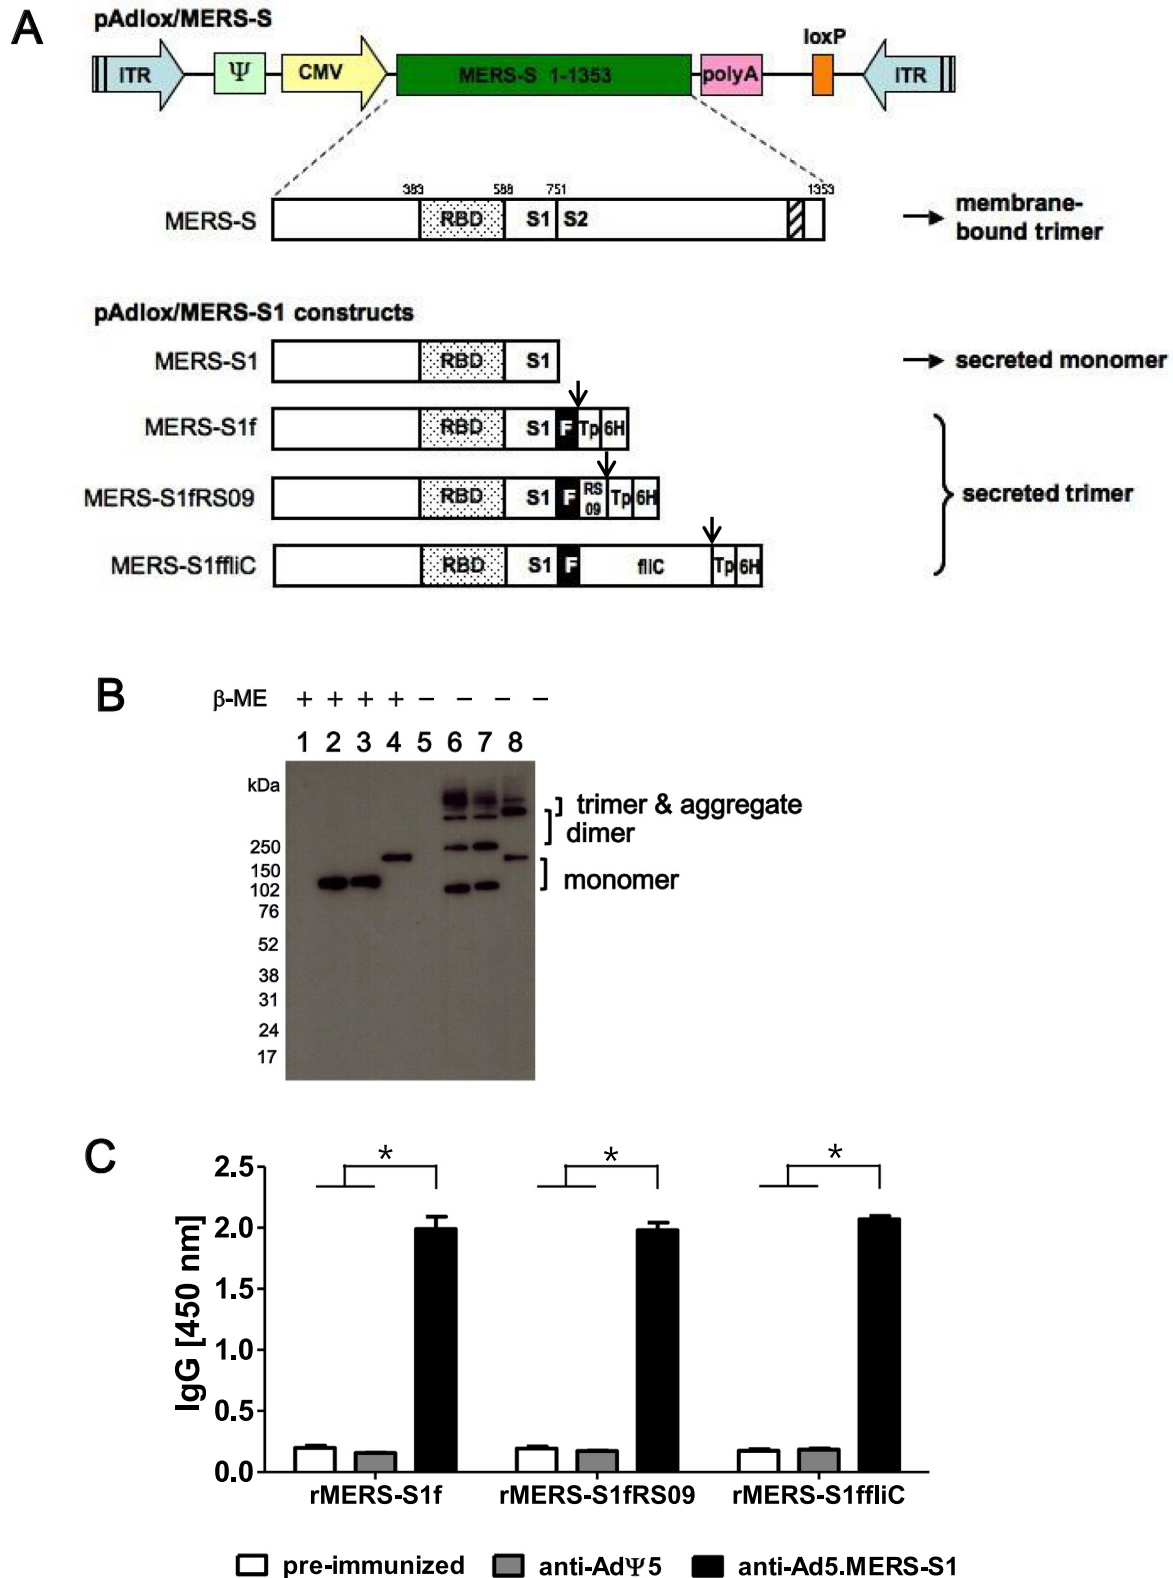 A
pAdlox/MERS-S
loxP
ITR Ψ CMV MERS-S 1-1353 polyA ITR
383 588 751 1353
MERS-S RBD S1 S2 membrane-
bound trimer
pAdlox/MERS-S1 constructs
MERS-S1 RBD S1 secreted monomer
MERS-S1f RBD S1 F Tp 6H
MERS-S1fRS09 RBD S1 F RS 09 Tp 6H secreted trimer
MERS-S1ffliC RBD S1 F fliC Tp 6H
B
β-ME + + + + − − − −
1 2 3 4 5 6 7 8
kDa
trimer & aggregate
dimer
250
150
monomer
102
76
52
38
31
24
17
C
IgG [450 nm]
2.5
2.0
1.5
1.0
0.5
0.0
* * *
rMERS-S1f rMERS-S1fRS09 rMERS-S1ffliC
pre-immunized anti-AdΨ5 anti-Ad5.MERS-S1